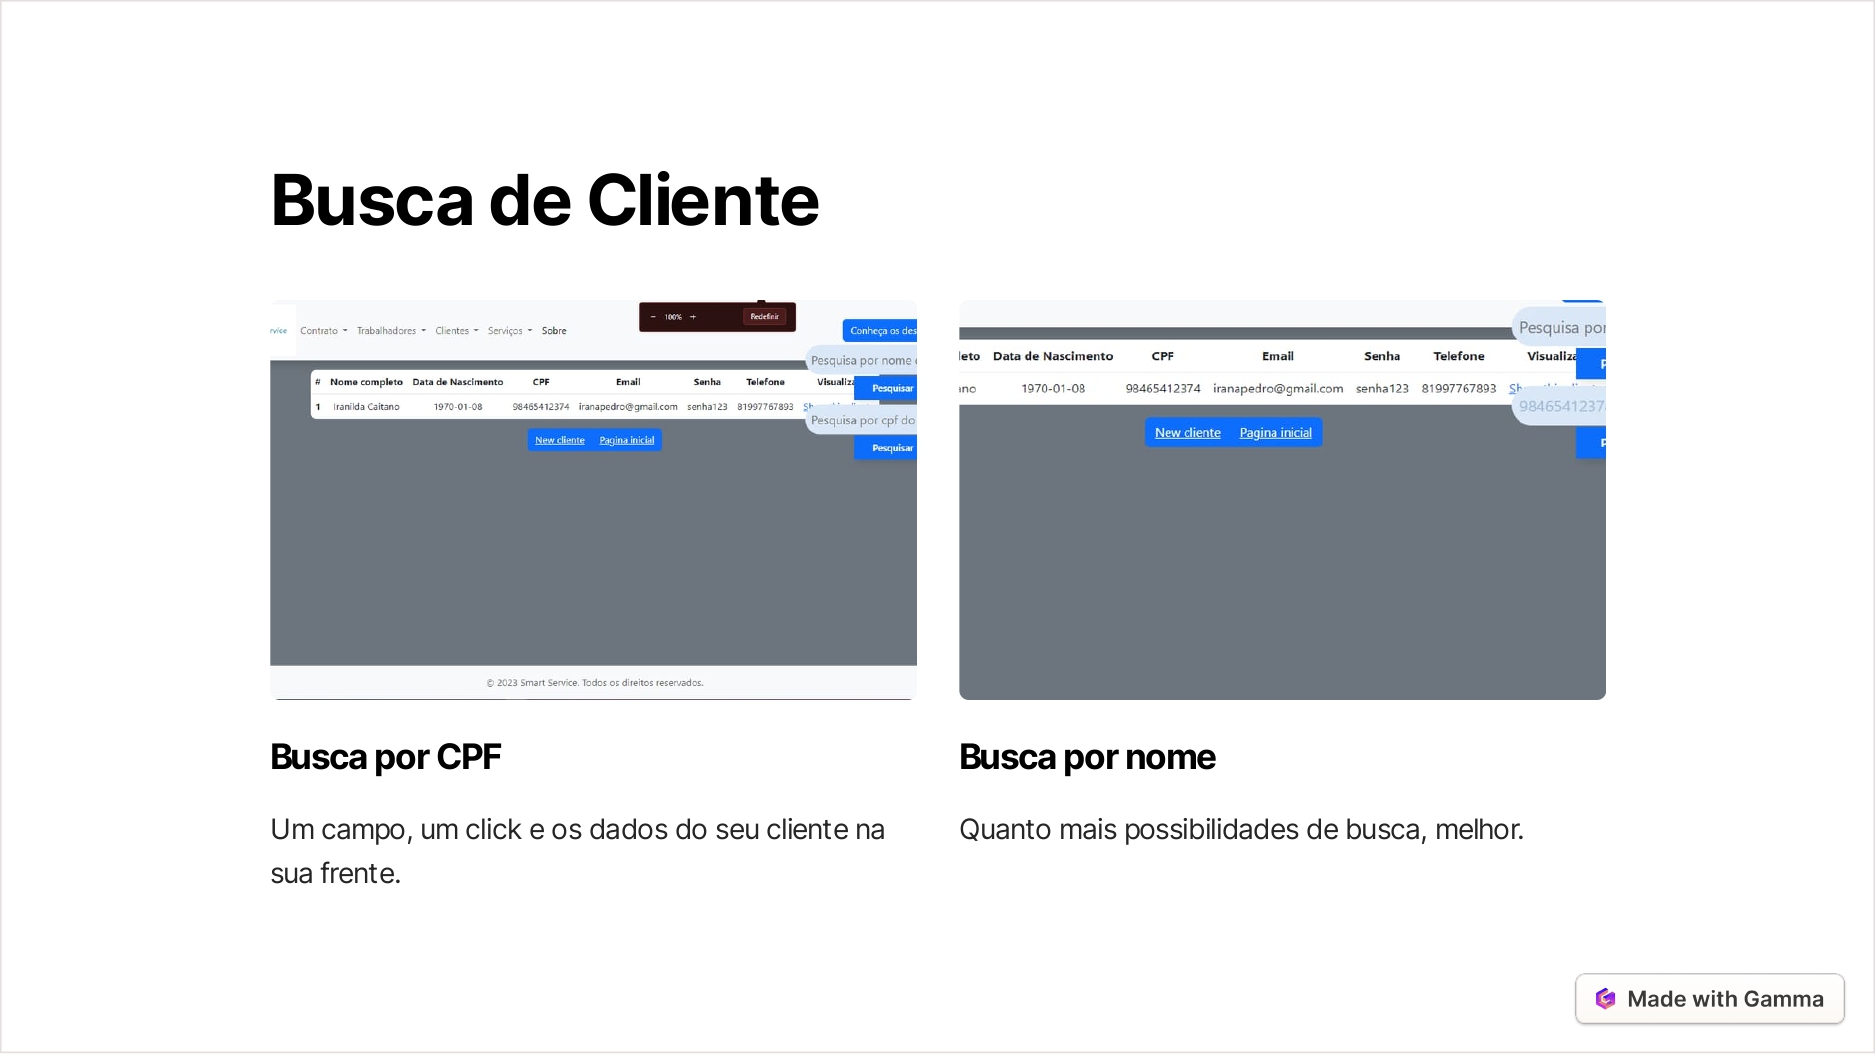 Busca de Cliente
rvice Contrato Trabalhadores Clientes Serviços Sobre
− 100% + Redefinir
Conheça os des
Pesquisa por nome
# Nome completo Data de Nascimento CPF Email Senha Telefone Visualiza
Pesquisar
1 Iranilda Caitano 1970-01-08 98465412374 iranapedro@gmail.com senha123 81997767893
Pesquisa por cpf do
New cliente Pagina inicial
Pesquisar
© 2023 Smart Service. Todos os direitos reservados.
Pesquisa por
leto Data de Nascimento CPF Email Senha Telefone Visualiza
ano 1970-01-08 98465412374 iranapedro@gmail.com senha123 81997767893
9846541237
New cliente Pagina inicial
Busca por CPF
Um campo, um click e os dados do seu cliente na
sua frente.
Busca por nome
Quanto mais possibilidades de busca, melhor.
Made with Gamma